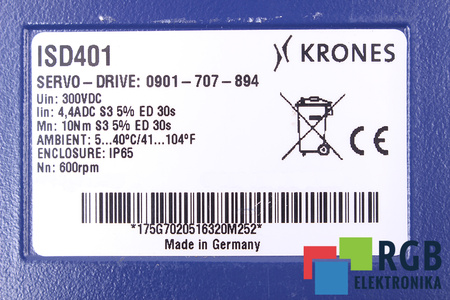 ISD401
KRONES
SERVO-DRIVE: 0901-707-894
Uin: 300VDC
Iin: 4,4ADC S3 5% ED 30s
Mn: 10Nm S3 5% ED 30s
AMBIENT: 5...40°C/41...104°F
ENCLOSURE: IP65
Nn: 600rpm
*175G7020516320M252*
Made in Germany
RGB
ELEKTRONIKA